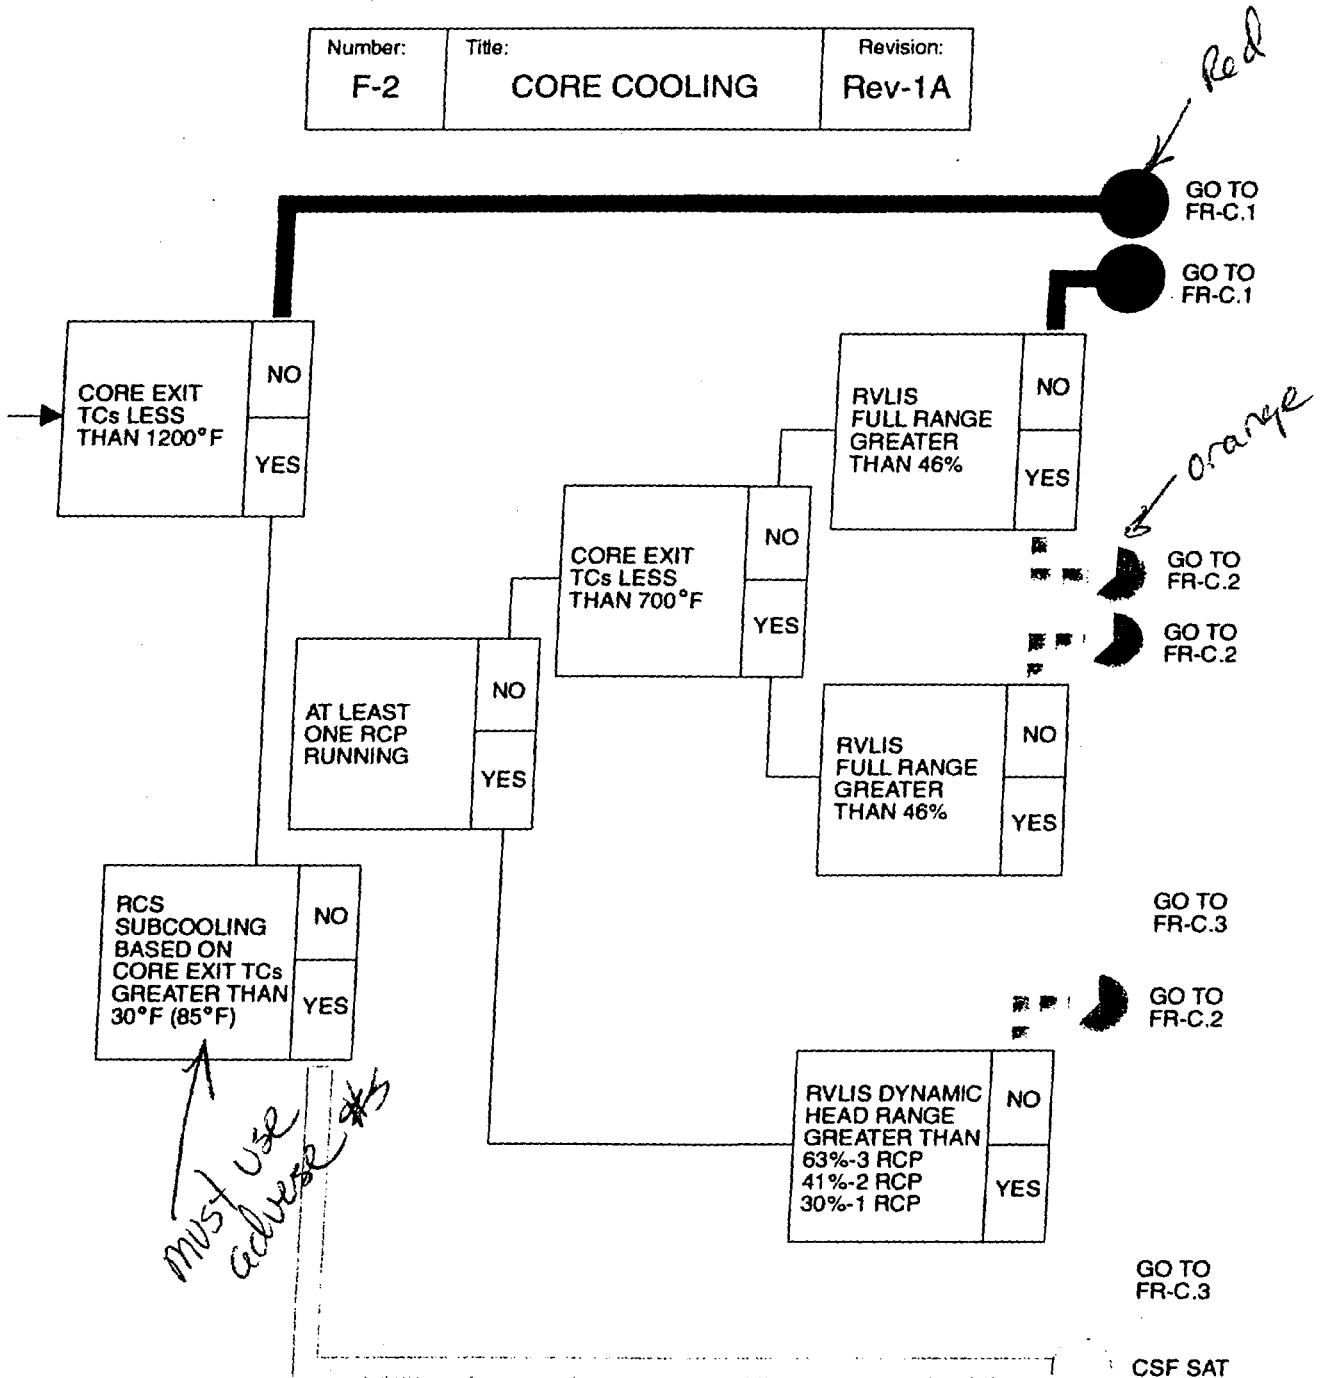 Number:
F-2
Title:
CORE COOLING
Revision:
Rev-1A
Red
GO TO
FR-C.1
GO TO
FR-C.1
CORE EXIT
TCs LESS
THAN 1200°F
NO
YES
RVLIS
FULL RANGE
GREATER
THAN 46%
NO
YES
orange
CORE EXIT
TCs LESS
THAN 700°F
NO
YES
GO TO
FR-C.2
GO TO
FR-C.2
AT LEAST
ONE RCP
RUNNING
NO
YES
RVLIS
FULL RANGE
GREATER
THAN 46%
NO
YES
RCS
SUBCOOLING
BASED ON
CORE EXIT TCs
GREATER THAN
30°F (85°F)
NO
YES
GO TO
FR-C.3
GO TO
FR-C.2
must use
adverse #s
RVLIS DYNAMIC
HEAD RANGE
GREATER THAN
63%-3 RCP
41%-2 RCP
30%-1 RCP
NO
YES
GO TO
FR-C.3
CSF SAT